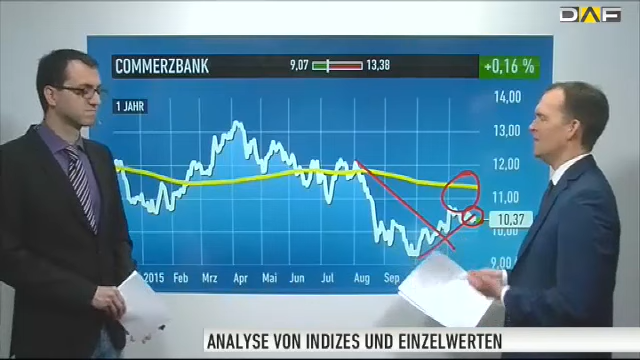 DAF
COMMERZBANK 9,07 13,38 +0,16 %
1 JAHR
14,00
13,00
12,00
11,00
10,37
10,00
9,00
2015 Feb Mrz Apr Mai Jun Jul Aug Sep
ANALYSE VON INDIZES UND EINZELWERTEN